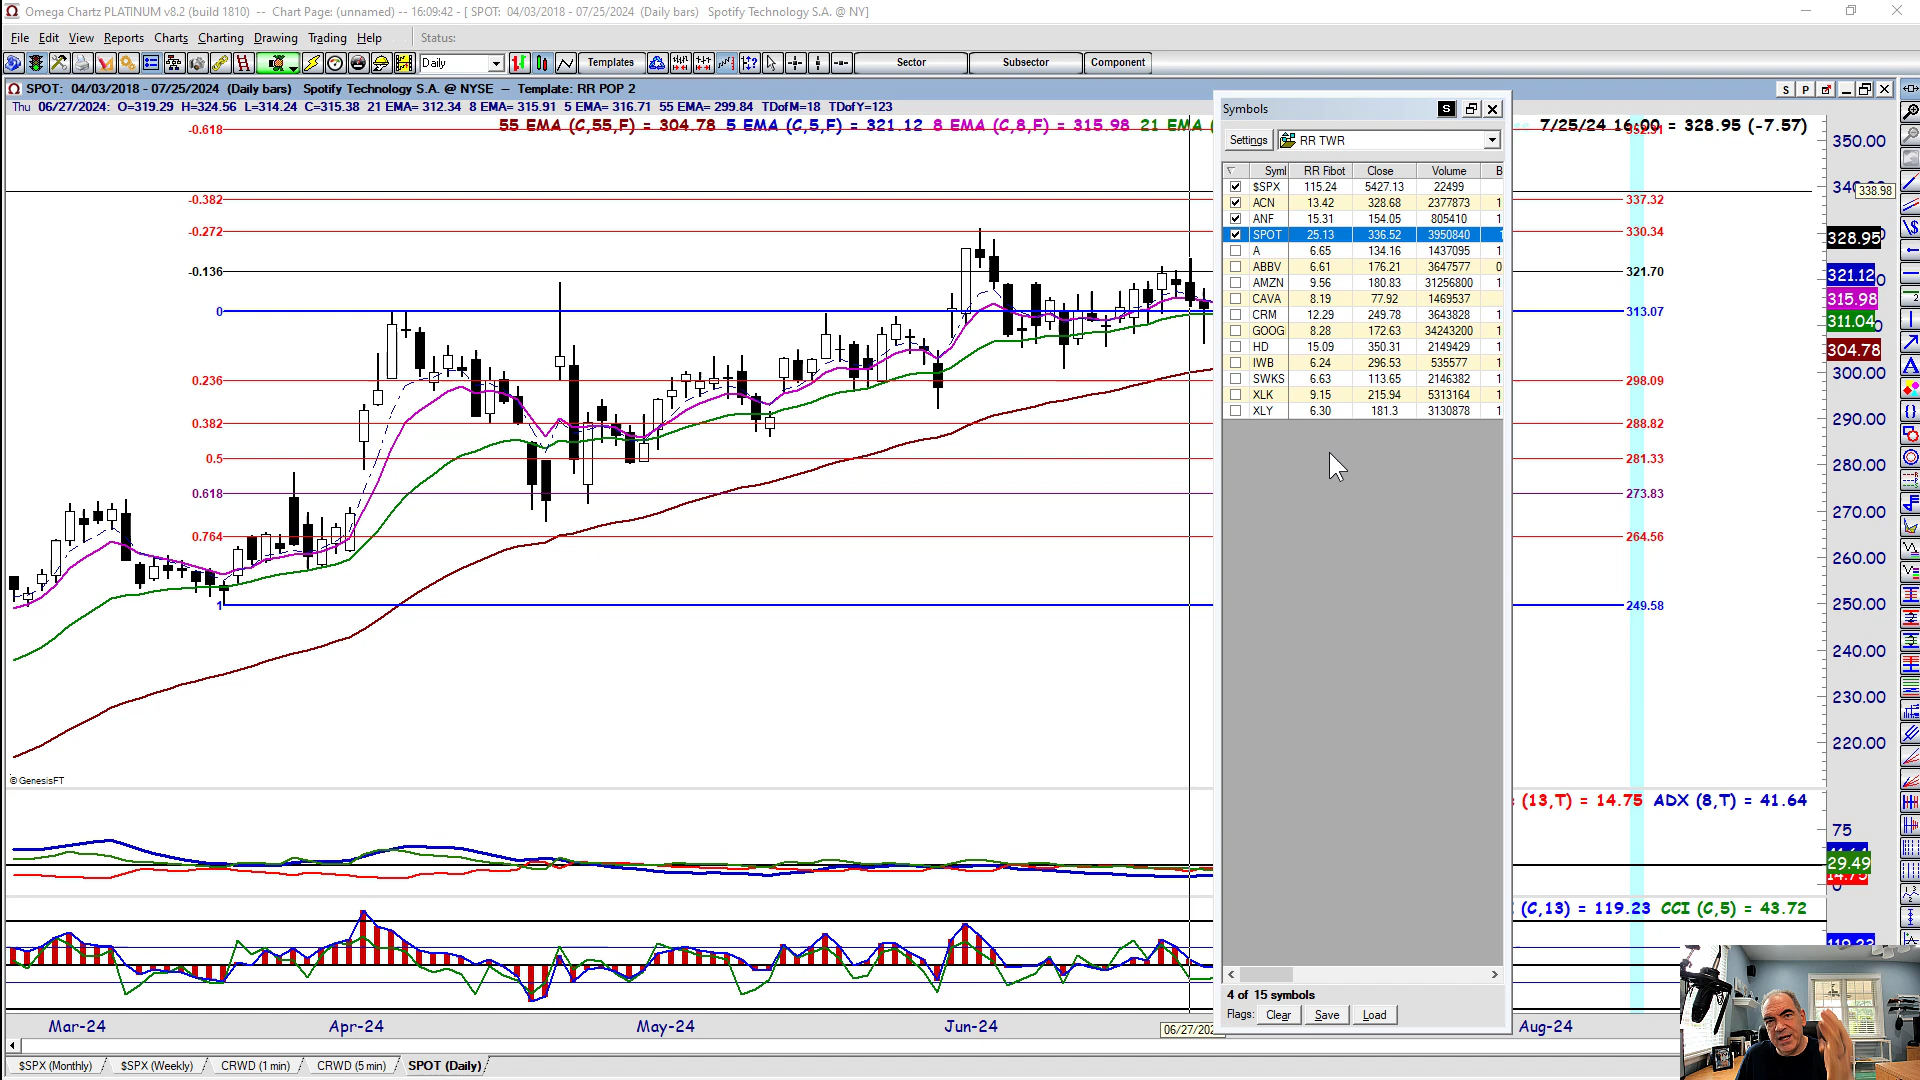 Omega Chartz PLATINUM v8.2 (build 1810) -- Chart Page: (unnamed) -- 16:09:42 - [ SPOT: 04/03/2018 - 07/25/2024 (Daily bars) Spotify Technology S.A. @ NY]
File Edit View Reports Charts Charting Drawing Trading Help Status:
Daily Templates Sector Subsector Component
SPOT: 04/03/2018 - 07/25/2024 (Daily bars) Spotify Technology S.A. @ NYSE -- Template: RR POP 2
S P
Thu 06/27/2024: O=319.29 H=324.56 L=314.24 C=315.38 21 EMA= 312.34 8 EMA= 315.91 5 EMA= 316.71 55 EMA= 299.84 TDofM=18 TDofY=123
55 EMA (C,55,F) = 304.78 5 EMA (C,5,F) = 321.12 8 EMA (C,8,F) = 315.98 21 EMA (
7/25/24 16:00 = 328.95 (-7.57)
-0.618
-0.382 337.32
-0.272 330.34
-0.136 321.70
0 313.07
0.236 298.09
0.382 288.82
0.5 281.33
0.618 273.83
0.764 264.56
1 249.58
350.00
338.98
328.95
321.12
315.98
311.04
304.78
300.00
290.00
280.00
270.00
260.00
250.00
240.00
230.00
220.00
Symbols S
Settings RR TWR
Syml RR Fibot Close Volume B
$SPX 115.24 5427.13 22499
ACN 13.42 328.68 2377873 1
ANF 15.31 154.05 805410 1
SPOT 25.13 336.52 3950840 1
A 6.65 134.16 1437095 1
ABBV 6.61 176.21 3647577 0
AMZN 9.56 180.83 31256800 1
CAVA 8.19 77.92 1469537
CRM 12.29 249.78 3643828 1
GOOG 8.28 172.63 34243200 1
HD 15.09 350.31 2149429 1
IWB 6.24 296.53 535577 1
SWKS 6.63 113.65 2146382 1
XLK 9.15 215.94 5313164 1
XLY 6.30 181.3 3130878 1
4 of 15 symbols
Flags: Clear Save Load
© GenesisFT
(13,T) = 14.75 ADX (8,T) = 41.64
75
29.49
14.75
0
(C,13) = 119.23 CCI (C,5) = 43.72
119.23
Mar-24 Apr-24 May-24 Jun-24 06/27/202 Aug-24
$SPX (Monthly) $SPX (Weekly) CRWD (1 min) CRWD (5 min) SPOT (Daily)